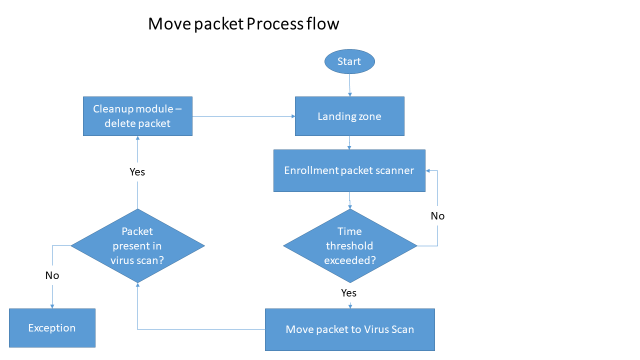 Move packet Process flow
Start
Cleanup module –
delete packet
Landing zone
Enrollment packet scanner
Yes
No
Packet
present in
virus scan?
Time
threshold
exceeded?
No
Yes
Exception
Move packet to Virus Scan